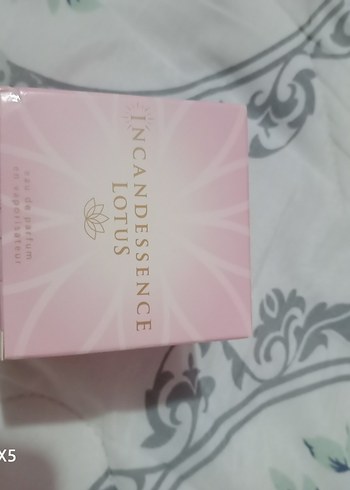 INCANDESSENCE
LOTUS
eau de parfum
en vaporisateur
X5